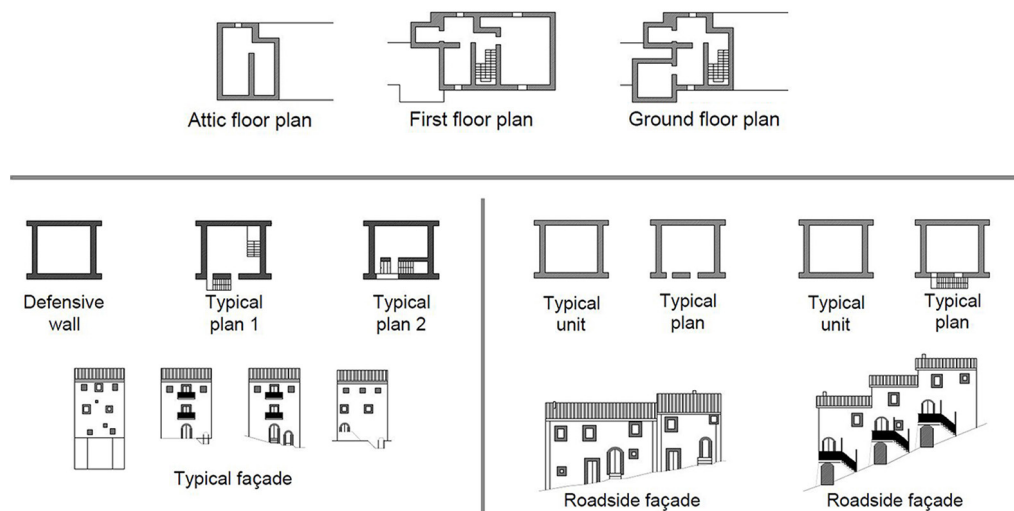 Attic floor plan
First floor plan
Ground floor plan
Defensive
wall
Typical
plan 1
Typical
plan 2
Typical façade
Typical
unit
Typical
plan
Typical
unit
Typical
plan
Roadside façade
Roadside façade